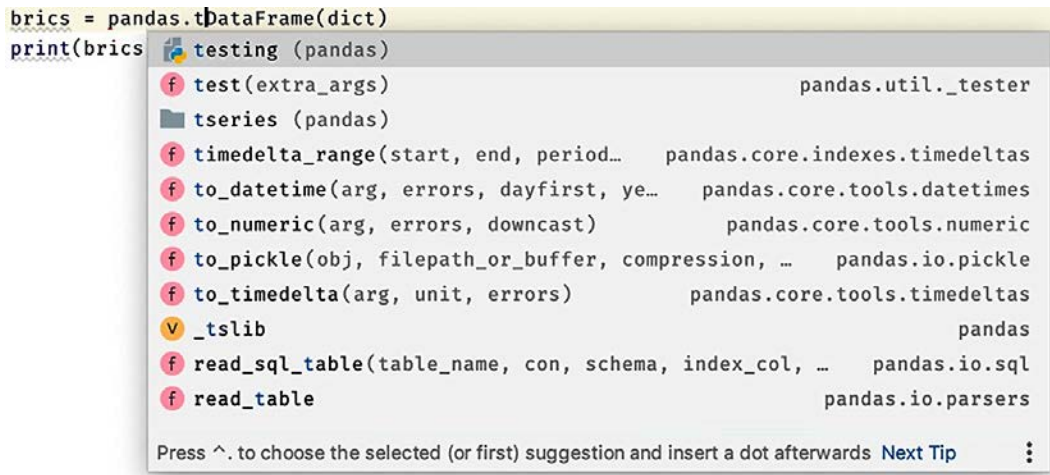 brics = pandas.tDataFrame(dict)
print(brics
testing (pandas)
f test(extra_args) pandas.util._tester
tseries (pandas)
f timedelta_range(start, end, period… pandas.core.indexes.timedeltas
f to_datetime(arg, errors, dayfirst, ye… pandas.core.tools.datetimes
f to_numeric(arg, errors, downcast) pandas.core.tools.numeric
f to_pickle(obj, filepath_or_buffer, compression, … pandas.io.pickle
f to_timedelta(arg, unit, errors) pandas.core.tools.timedeltas
V _tslib pandas
f read_sql_table(table_name, con, schema, index_col, … pandas.io.sql
f read_table pandas.io.parsers
Press ^. to choose the selected (or first) suggestion and insert a dot afterwards Next Tip